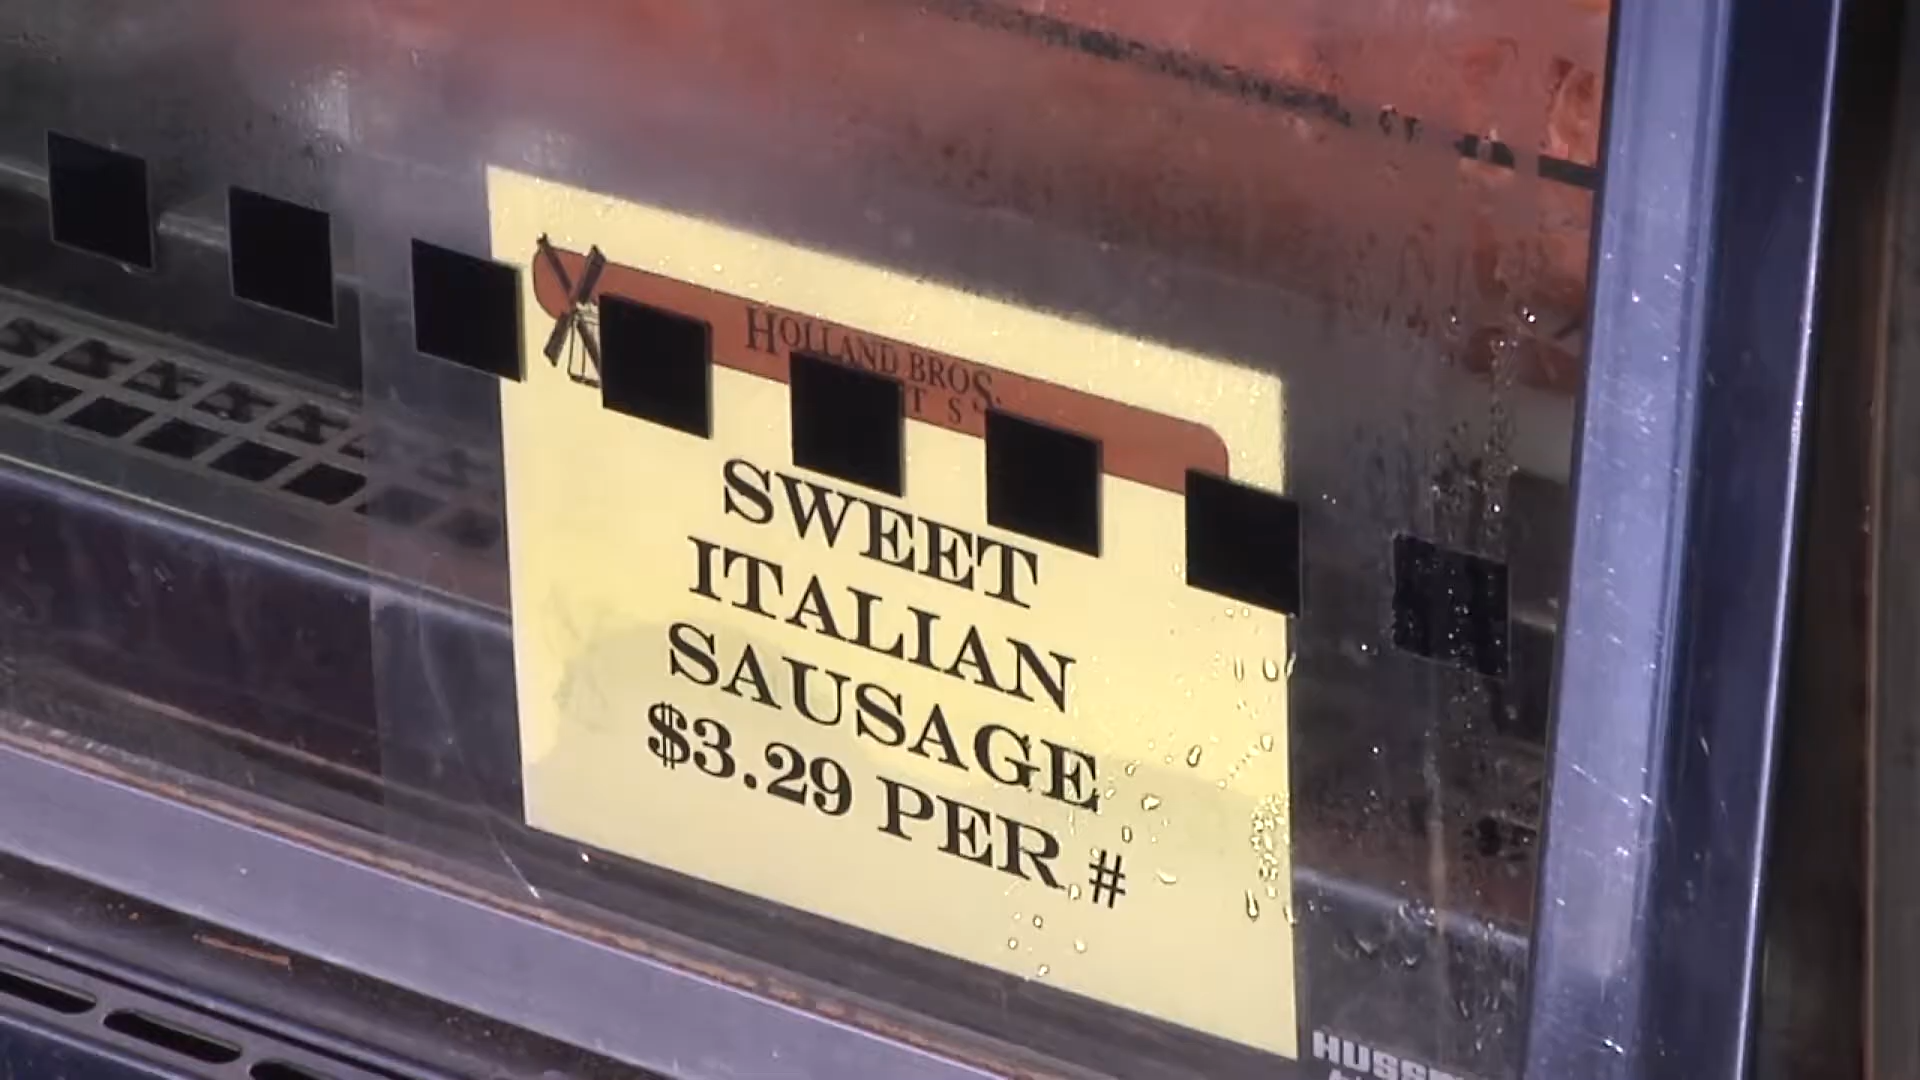 HOLLAND BROS.
SWEET
ITALIAN
SAUSAGE
$3.29 PER #